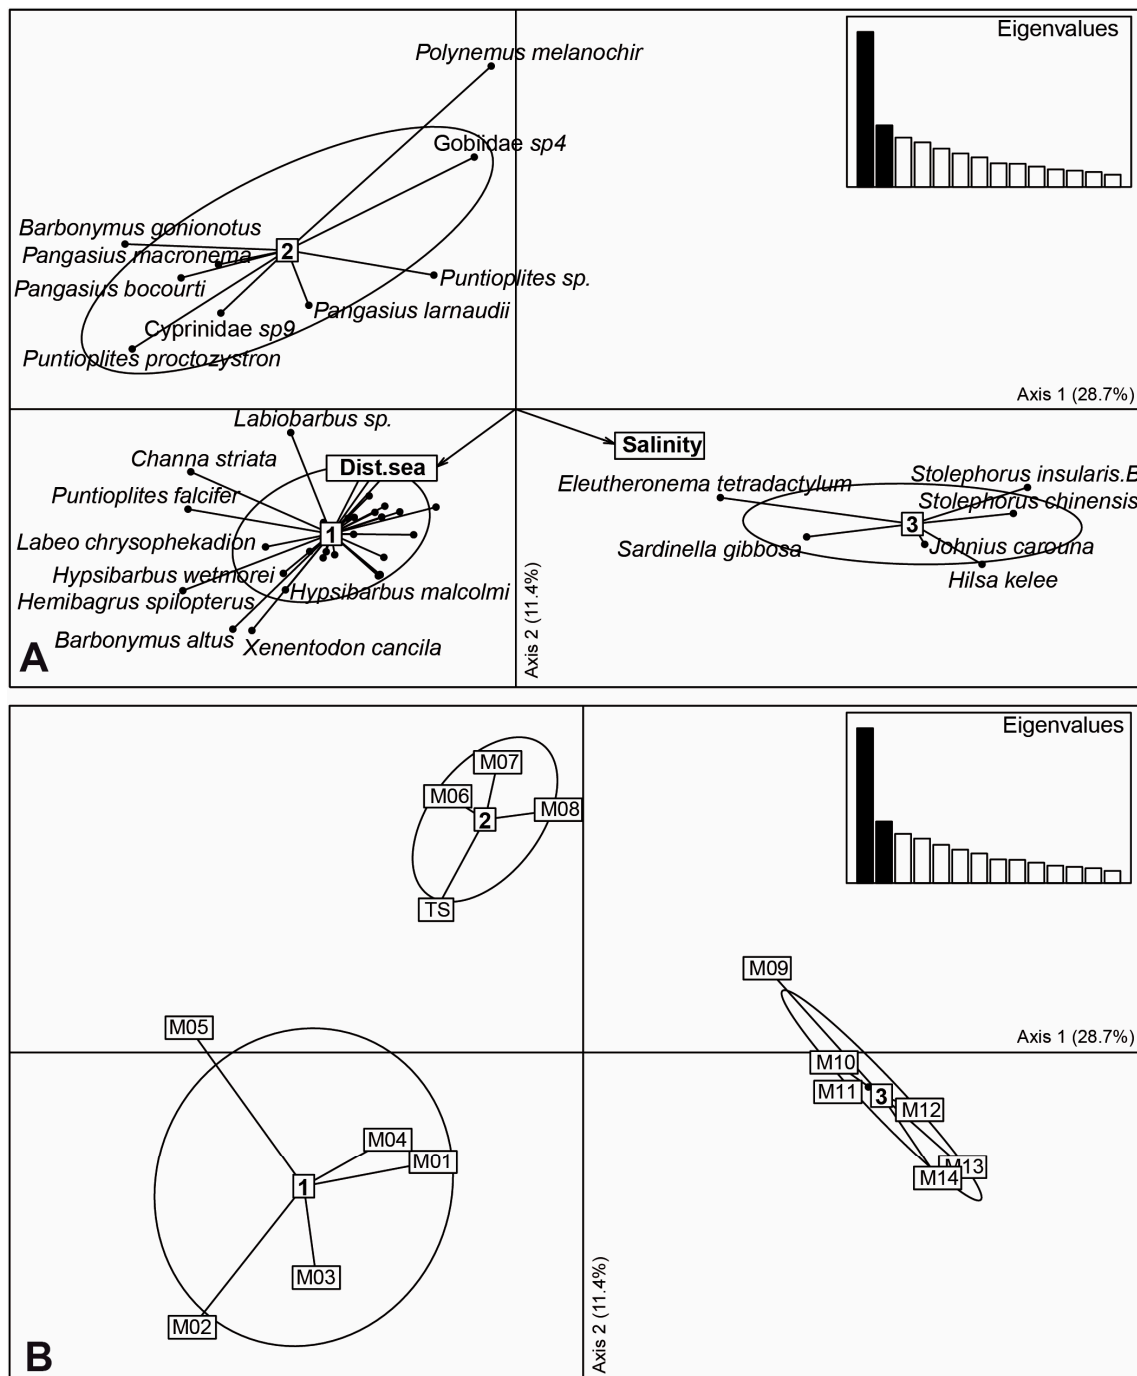 Eigenvalues
Polynemus melanochir
Gobiidae sp4
Barbonymus gonionotus
2
Pangasius macronema
Puntioplites sp.
Pangasius bocourti
Pangasius larnaudii
Cyprinidae sp9
Puntioplites proctozystron
Axis 1 (28.7%)
Labiobarbus sp.
Salinity
Channa striata
Dist.sea
Stolephorus insularis.B
Eleutheronema tetradactylum
Puntioplites falcifer
Stolephorus chinensis
3
1
Labeo chrysophekadion
Sardinella gibbosa
Johnius carouna
Hypsibarbus wetmorei
Hilsa kelee
Hypsibarbus malcolmi
Hemibagrus spilopterus
Axis 2 (11.4%)
Barbonymus altus
Xenentodon cancila
A
Eigenvalues
M07
M06
M08
2
TS
M09
M05
Axis 1 (28.7%)
M10
M11
3
M12
M04
M01
M13
M14
1
M03
M02
Axis 2 (11.4%)
B